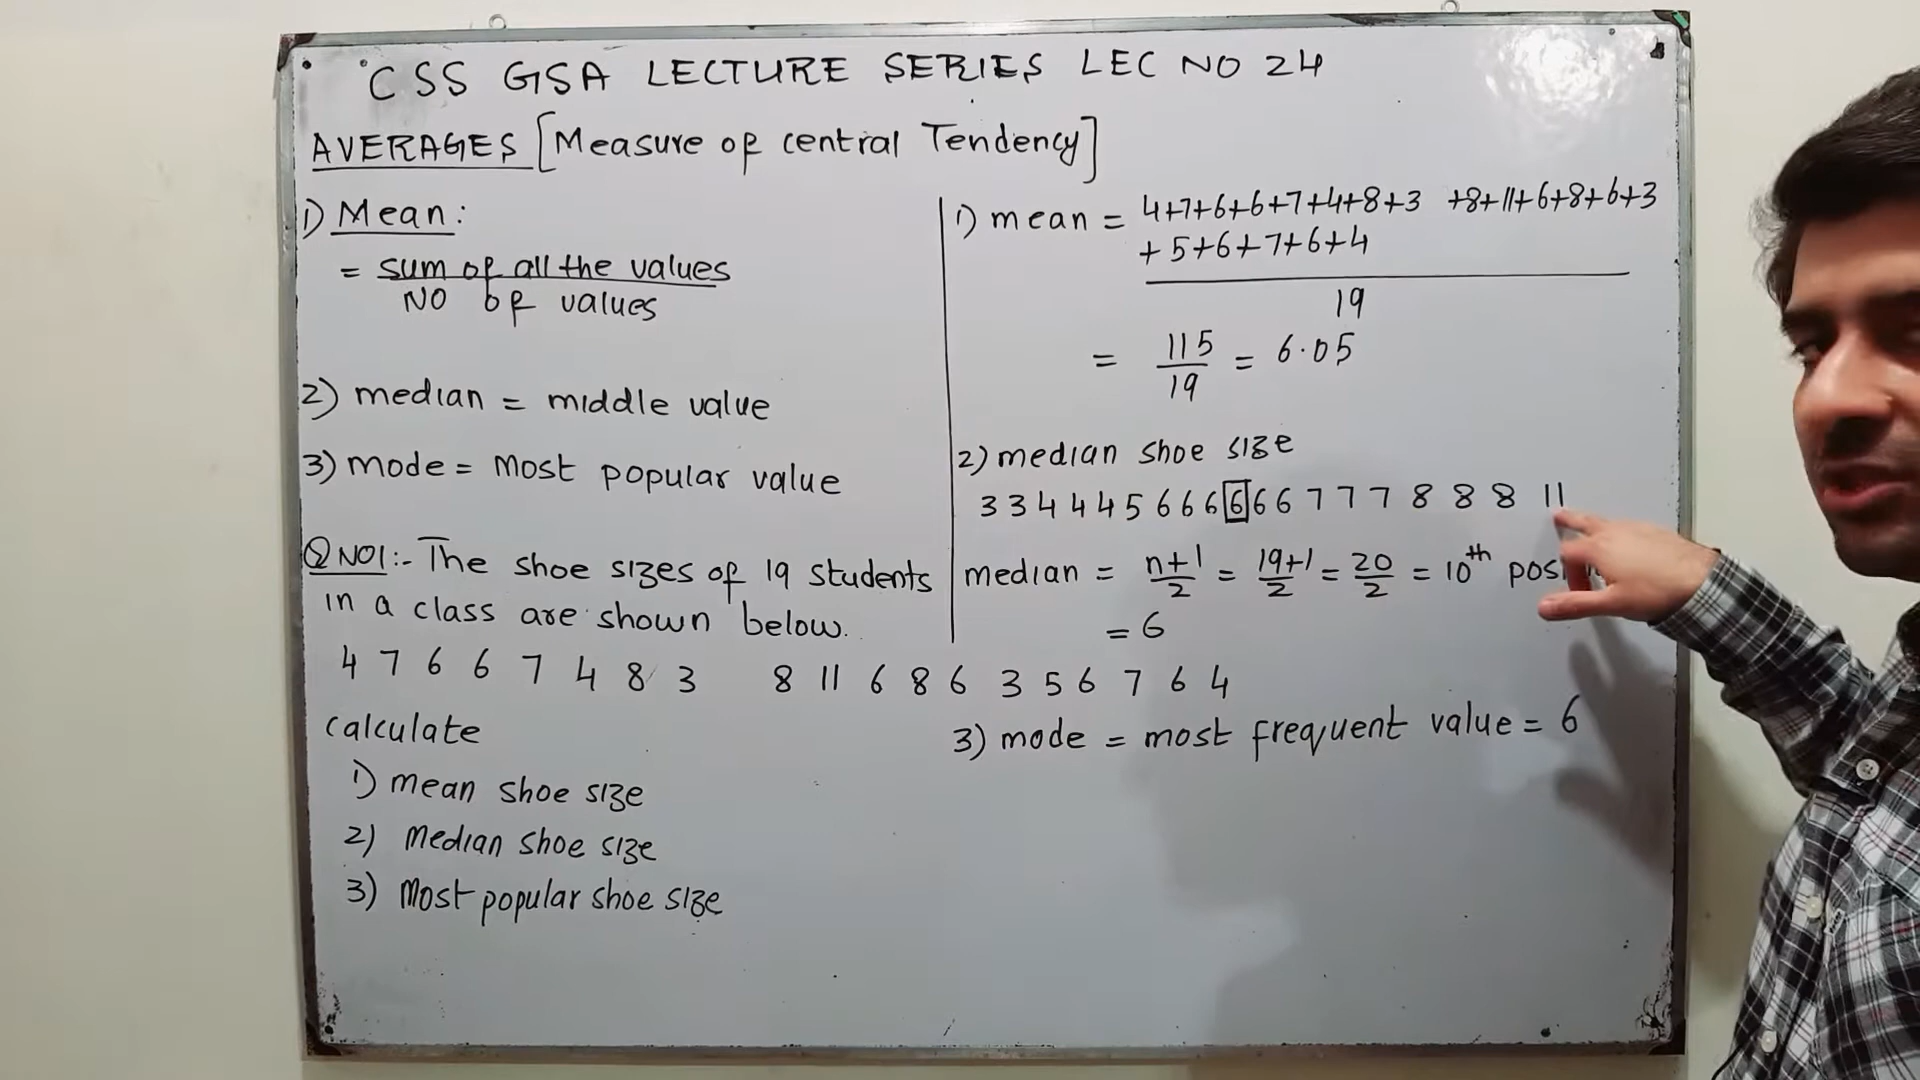 CSS GSA LECTURE SERIES LEC NO 24
AVERAGES [Measure of central Tendency]
1) Mean:
= sum of all the values
NO of values
2) median = middle value
3) mode = Most popular value
Q NO1:- The shoe sizes of 19 students
in a class are shown below.
4 7 6 6 7 4 8 3 8 11 6 8 6 3 5 6 7 6 4
calculate
1) mean shoe size
2) Median shoe size
3) Most popular shoe size
1) mean = 4+7+6+6+7+4+8+3 +8+11+6+8+6+3
+5+6+7+6+4
19
= 115/19 = 6.05
2) median shoe size
3 3 4 4 4 5 6 6 6 6 6 6 7 7 7 8 8 8 11
median = n+1/2 = 19+1/2 = 20/2 = 10th
= 6
3) mode = most frequent value = 6